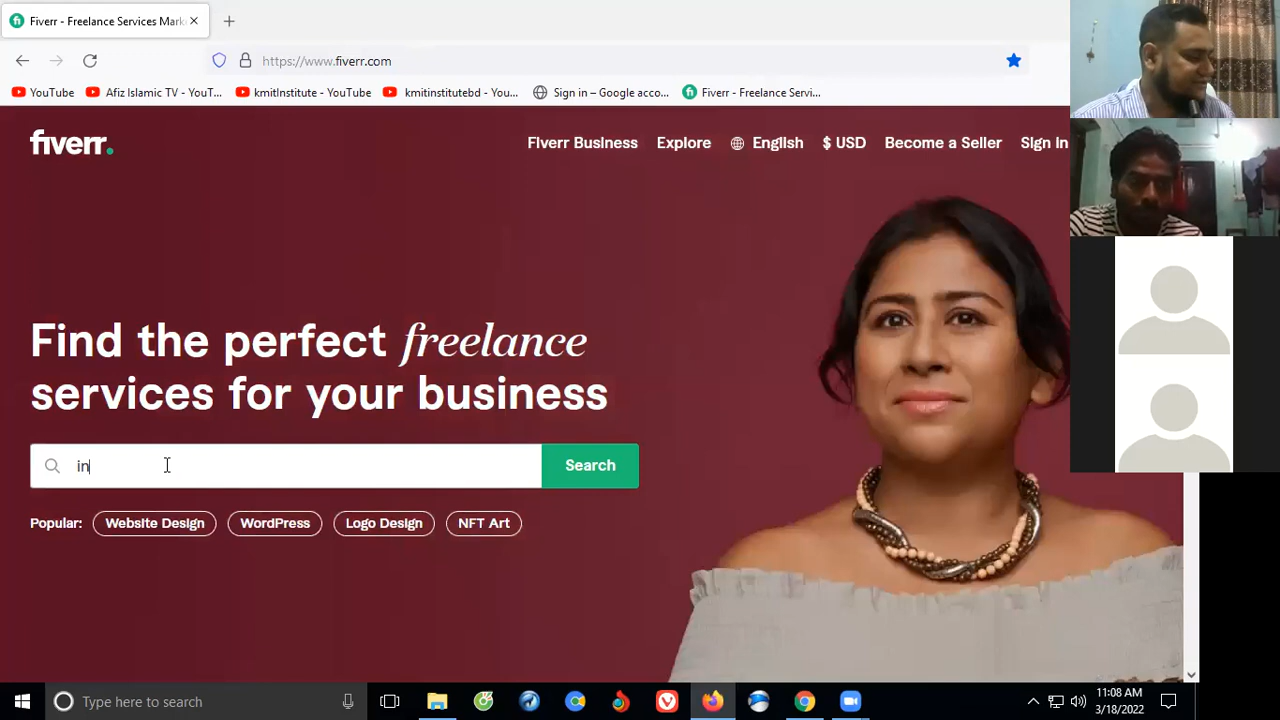 Fiverr - Freelance Services Mark
https://www.fiverr.com
YouTube
Afiz Islamic TV - YouT...
kmitInstitute - YouTube
kmitinstitutebd - YouTub...
Sign in – Google acco...
Fiverr - Freelance Servi...
fiverr.
Fiverr Business
Explore
English
$ USD
Become a Seller
Sign in
Find the perfect freelance
services for your business
in
Search
Popular:
Website Design
WordPress
Logo Design
NFT Art
Type here to search
11:08 AM
3/18/2022